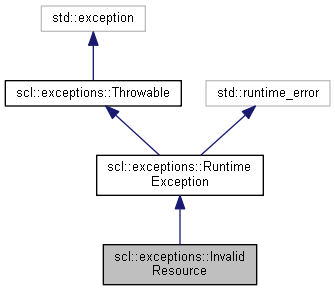 std::exception
scl::exceptions::Throwable
std::runtime_error
scl::exceptions::Runtime
Exception
scl::exceptions::Invalid
Resource